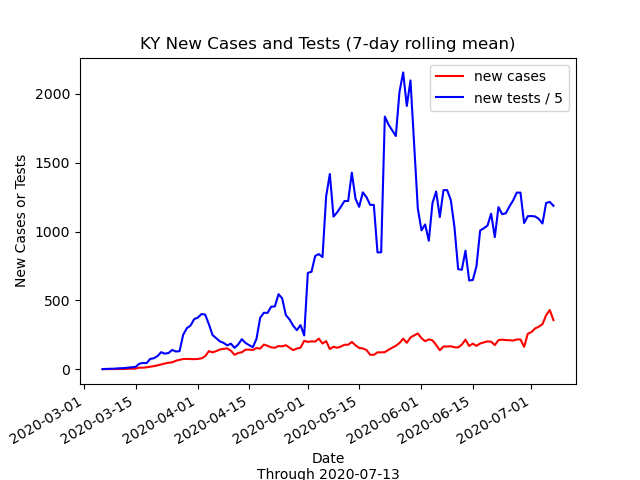 KY New Cases and Tests (7-day rolling mean)
new cases
new tests / 5
2000
1500
1000
500
0
New Cases or Tests
2020-03-01
2020-03-15
2020-04-01
2020-04-15
2020-05-01
2020-05-15
2020-06-01
2020-06-15
2020-07-01
Date
Through 2020-07-13